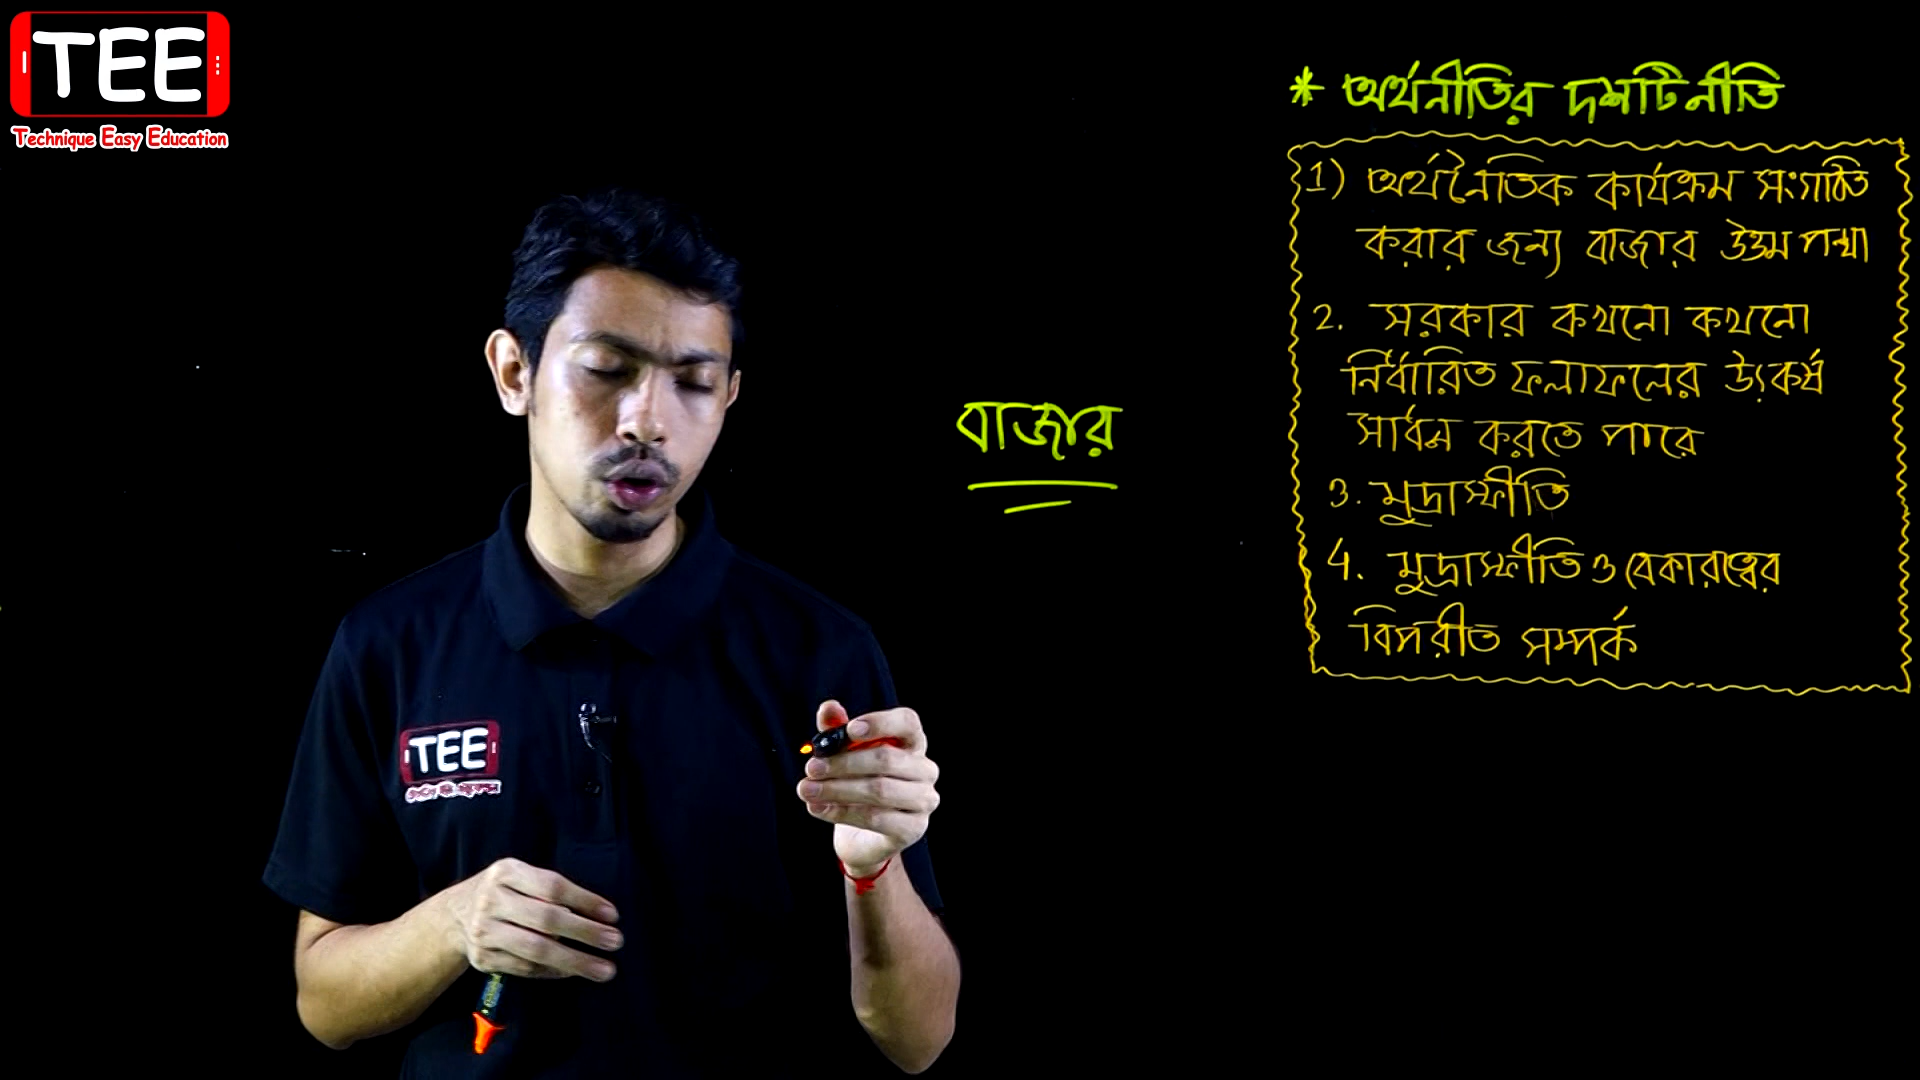 TEE
Technique Easy Education
* অর্থনীতির দশটি নীতি
1) অর্থনৈতিক কার্যক্রম সংগঠিত
করার জন্য বাজার উত্তম পন্থা
2. সরকার কখনো কখনো
নির্ধারিত ফলাফলের উৎকর্ষ
সাধন করতে পারে
3. মুদ্রাস্ফীতি
4. মুদ্রাস্ফীতি ও বেকারত্বের
বিপরীত সম্পর্ক
বাজার
TEE